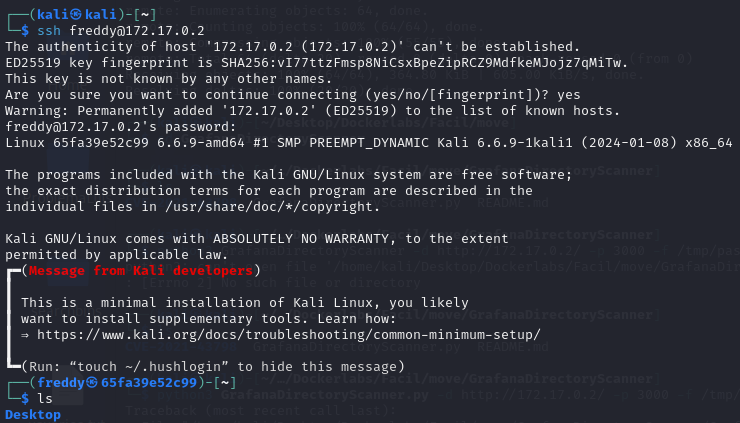 ┌──(kali㉿kali)-[~]
└─$ ssh freddy@172.17.0.2
The authenticity of host '172.17.0.2 (172.17.0.2)' can't be established.
ED25519 key fingerprint is SHA256:vI77ttzFmsp8NiCsxBpeZipRCZ9MdfkeMJojz7qMiTw.
This key is not known by any other names.
Are you sure you want to continue connecting (yes/no/[fingerprint])? yes
Warning: Permanently added '172.17.0.2' (ED25519) to the list of known hosts.
freddy@172.17.0.2's password:
Linux 65fa39e52c99 6.6.9-amd64 #1 SMP PREEMPT_DYNAMIC Kali 6.6.9-1kali1 (2024-01-08) x86_64
The programs included with the Kali GNU/Linux system are free software;
the exact distribution terms for each program are described in the
individual files in /usr/share/doc/*/copyright.
Kali GNU/Linux comes with ABSOLUTELY NO WARRANTY, to the extent
permitted by applicable law.
┏━(Message from Kali developers)
┃
┃ This is a minimal installation of Kali Linux, you likely
┃ want to install supplementary tools. Learn how:
┃ ⇒ https://www.kali.org/docs/troubleshooting/common-minimum-setup/
┃
┗━(Run: “touch ~/.hushlogin” to hide this message)
┌──(freddy㉿65fa39e52c99)-[~]
└─$ ls
Desktop